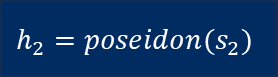 h₂ = poseidon(s₂)